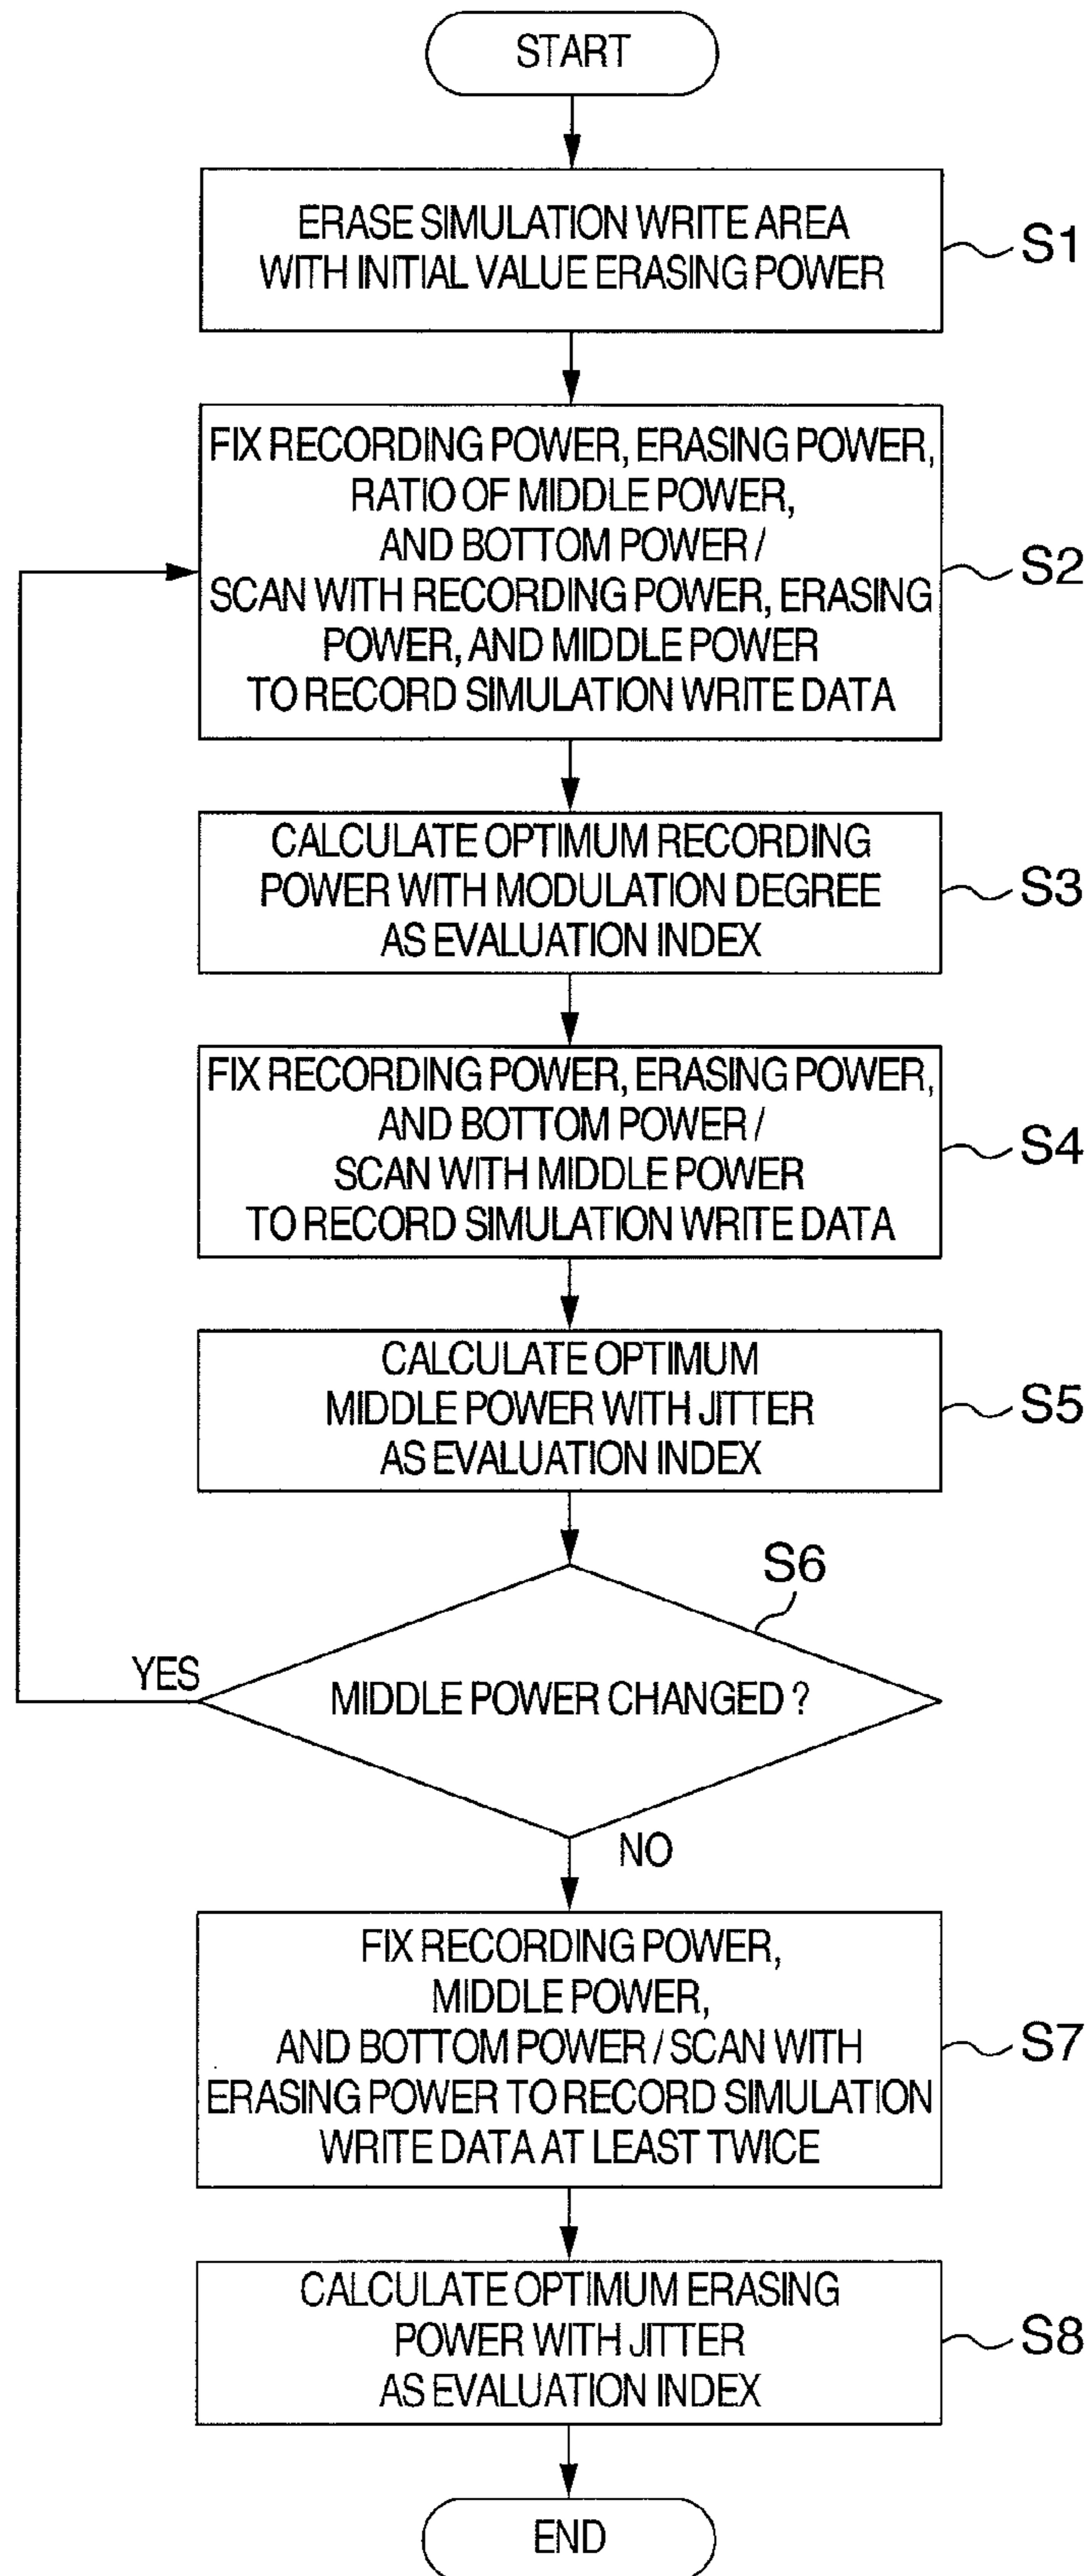 START
ERASE SIMULATION WRITE AREA
WITH INITIAL VALUE ERASING POWER
S1
FIX RECORDING POWER, ERASING POWER,
RATIO OF MIDDLE POWER,
AND BOTTOM POWER /
SCAN WITH RECORDING POWER, ERASING
POWER, AND MIDDLE POWER
TO RECORD SIMULATION WRITE DATA
S2
CALCULATE OPTIMUM RECORDING
POWER WITH MODULATION DEGREE
AS EVALUATION INDEX
S3
FIX RECORDING POWER, ERASING POWER,
AND BOTTOM POWER /
SCAN WITH MIDDLE POWER
TO RECORD SIMULATION WRITE DATA
S4
CALCULATE OPTIMUM
MIDDLE POWER WITH JITTER
AS EVALUATION INDEX
S5
S6
YES
MIDDLE POWER CHANGED ?
NO
FIX RECORDING POWER,
MIDDLE POWER,
AND BOTTOM POWER / SCAN WITH
ERASING POWER TO RECORD SIMULATION
WRITE DATA AT LEAST TWICE
S7
CALCULATE OPTIMUM ERASING
POWER WITH JITTER
AS EVALUATION INDEX
S8
END